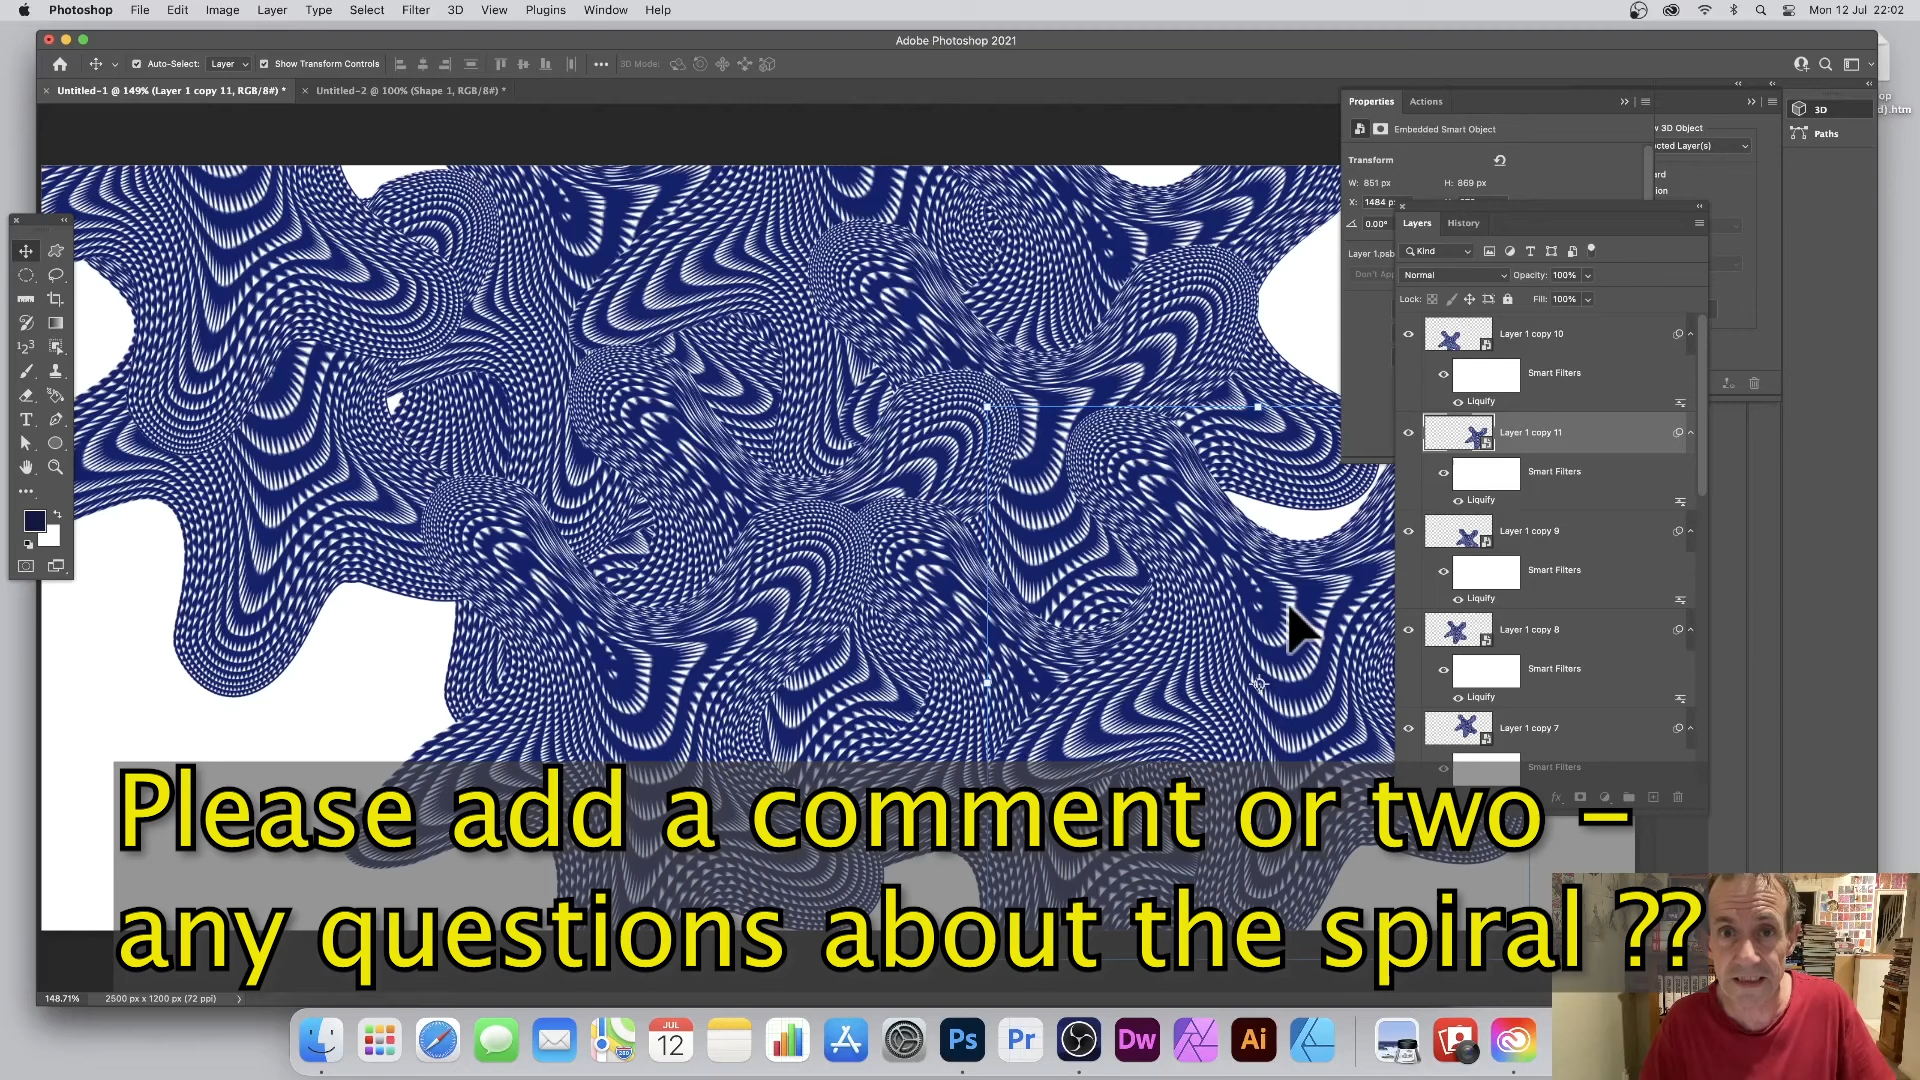 Photoshop File Edit Image Layer Type Select Filter 3D View Plugins Window Help Mon 12 Jul 22:02
Adobe Photoshop 2021
Auto-Select: Layer Show Transform Controls 3D Mode:
Untitled-1 @ 149% (Layer 1 copy 11, RGB/8#) * Untitled-2 @ 100% (Shape 1, RGB/8#) *
Properties Actions
3D
d).htm
Embedded Smart Object
w 3D Object
Paths
cted Layer(s)
Transform
W: 851 px H: 869 px
X: 1484 p
0.00°
Layers History
Layer 1.psb
Kind
Normal Opacity: 100%
Lock: Fill: 100%
Layer 1 copy 10
Smart Filters
Liquify
Layer 1 copy 11
Smart Filters
Liquify
Layer 1 copy 9
Smart Filters
Liquify
Layer 1 copy 8
Smart Filters
Liquify
Layer 1 copy 7
Smart Filters
Please add a comment or two –
any questions about the spiral ??
148.71% 2500 px x 1200 px (72 ppi)
JUL
12
Ps Pr Dw Ai